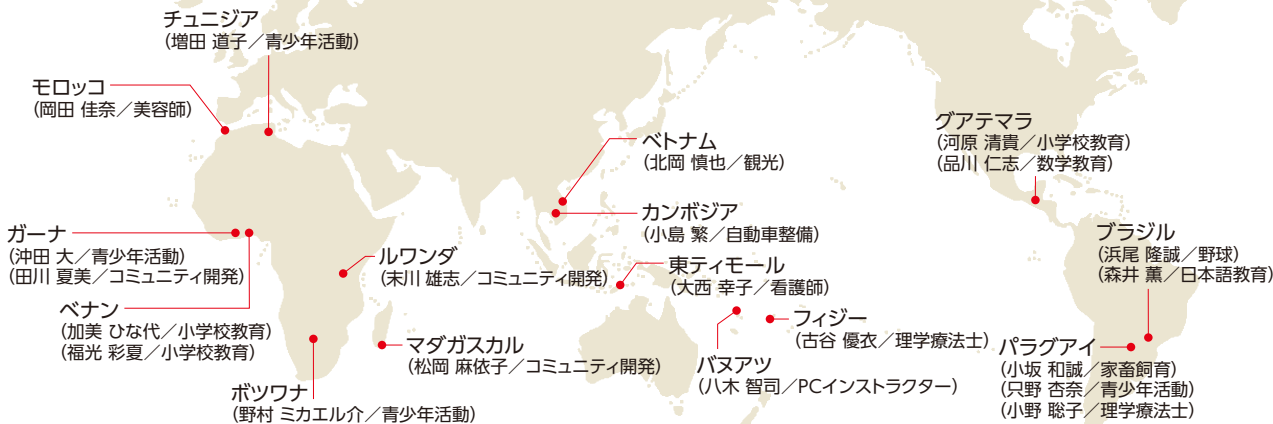 チュニジア
（増田 道子／青少年活動）
モロッコ
（岡田 佳奈／美容師）
ベトナム
（北岡 慎也／観光）
グアテマラ
（河原 清貴／小学校教育）
（品川 仁志／数学教育）
カンボジア
（小島 繁／自動車整備）
ガーナ
（沖田 大／青少年活動）
（田川 夏美／コミュニティ開発）
ルワンダ
（末川 雄志／コミュニティ開発）
東ティモール
（大西 幸子／看護師）
ブラジル
（浜尾 隆誠／野球）
（森井 薫／日本語教育）
ベナン
（加美 ひな代／小学校教育）
（福光 彩夏／小学校教育）
マダガスカル
（松岡 麻依子／コミュニティ開発）
フィジー
（古谷 優衣／理学療法士）
バヌアツ
（八木 智司／PCインストラクター）
パラグアイ
（小坂 和誠／家畜飼育）
（只野 杏奈／青少年活動）
（小野 聡子／理学療法士）
ボツワナ
（野村 ミカエル介／青少年活動）